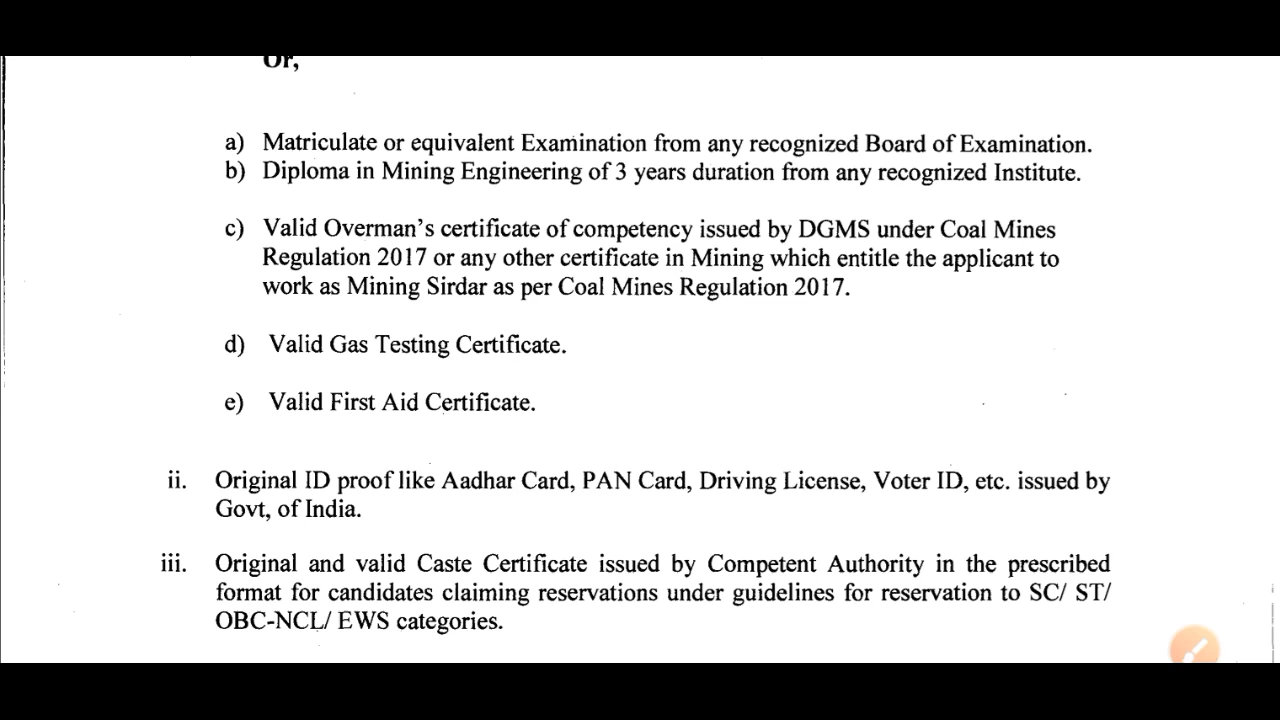 Or,
a) Matriculate or equivalent Examination from any recognized Board of Examination.
b) Diploma in Mining Engineering of 3 years duration from any recognized Institute.
c) Valid Overman's certificate of competency issued by DGMS under Coal Mines
Regulation 2017 or any other certificate in Mining which entitle the applicant to
work as Mining Sirdar as per Coal Mines Regulation 2017.
d) Valid Gas Testing Certificate.
e) Valid First Aid Certificate.
ii. Original ID proof like Aadhar Card, PAN Card, Driving License, Voter ID, etc. issued by
Govt, of India.
iii. Original and valid Caste Certificate issued by Competent Authority in the prescribed
format for candidates claiming reservations under guidelines for reservation to SC/ ST/
OBC-NCL/ EWS categories.